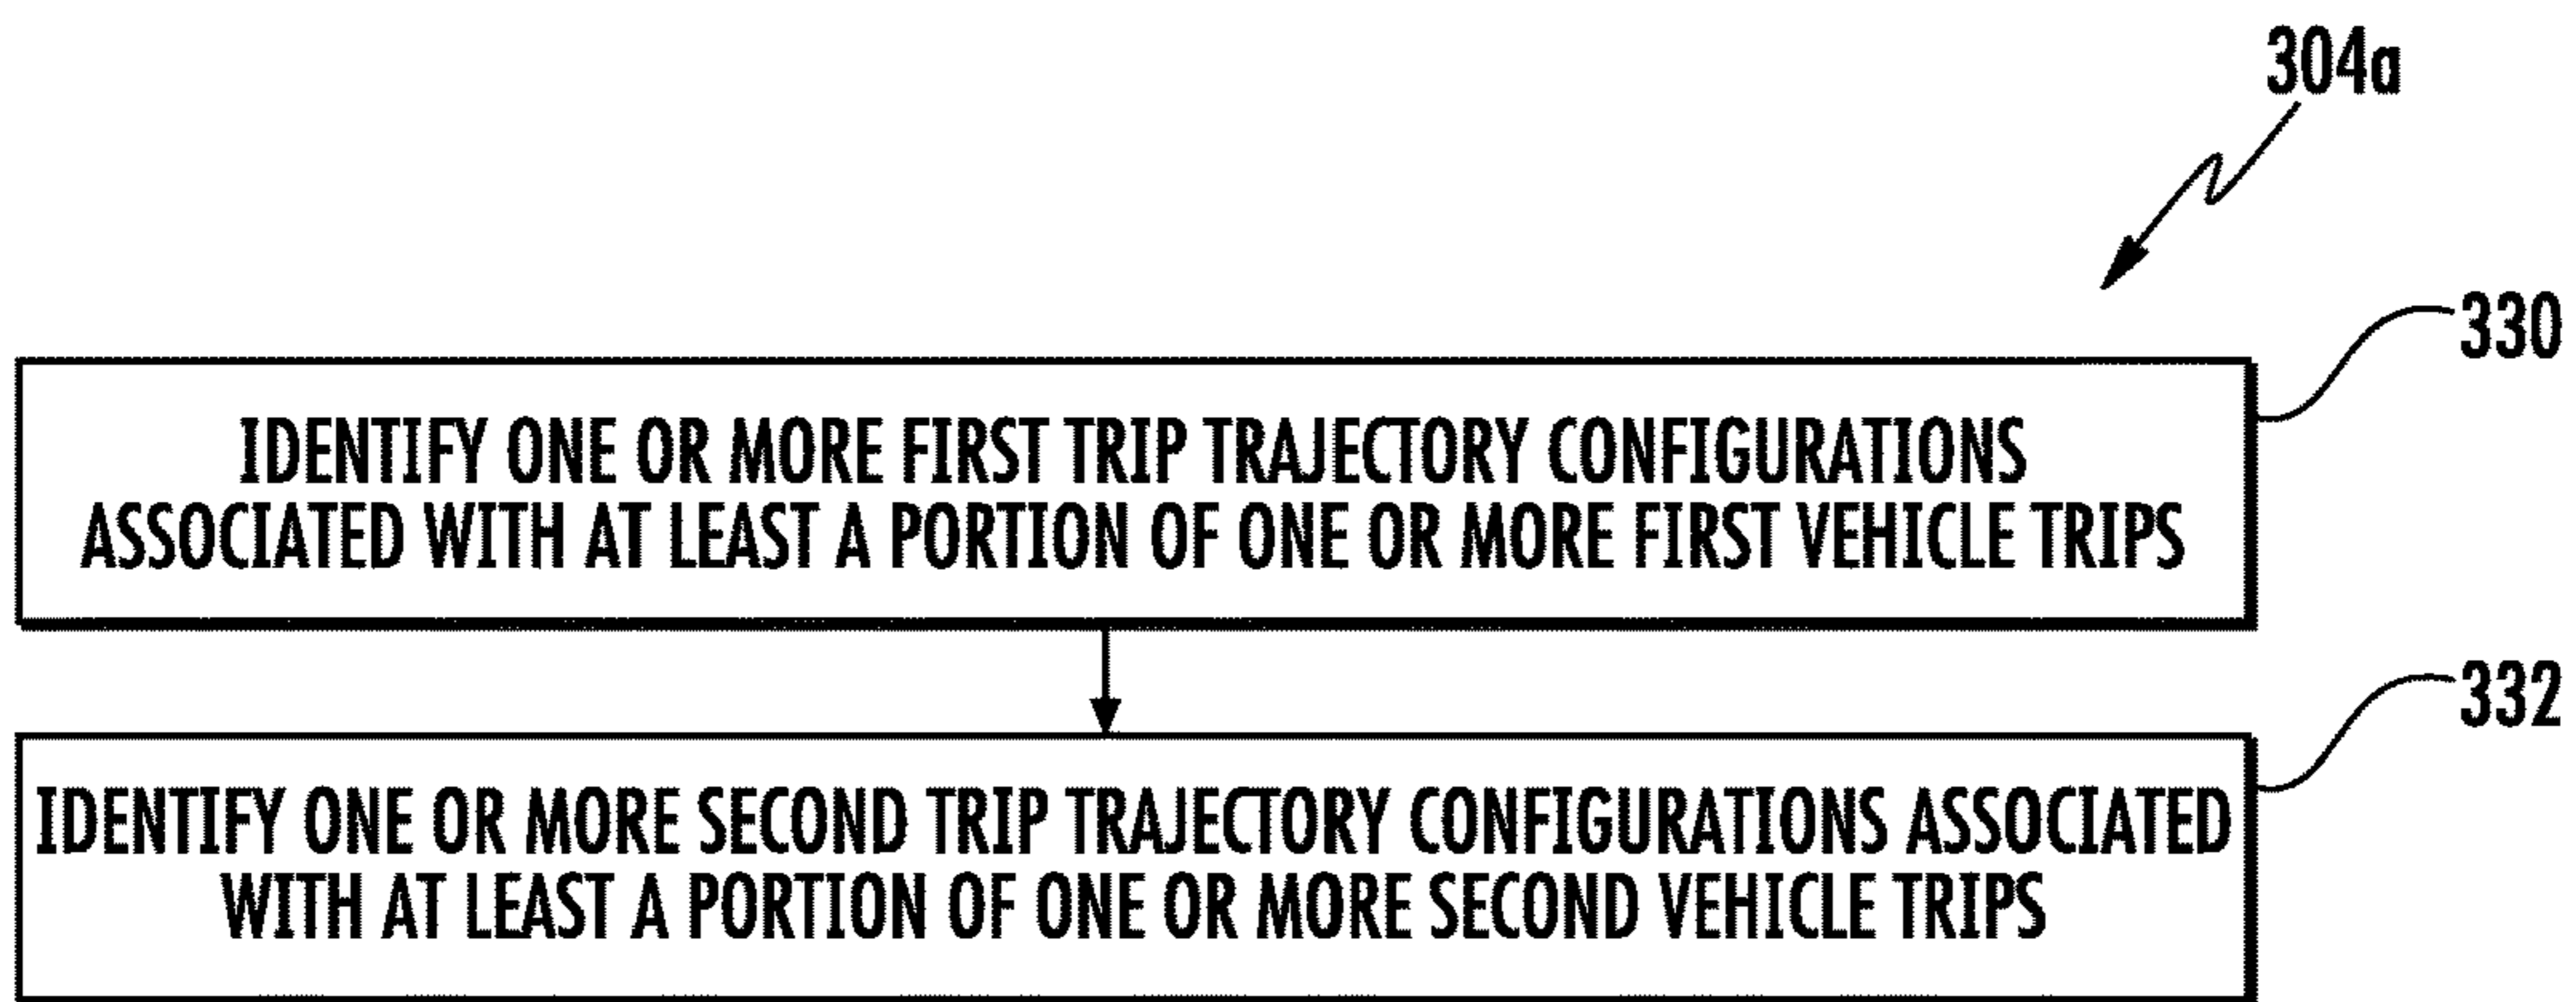 304a
330
IDENTIFY ONE OR MORE FIRST TRIP TRAJECTORY CONFIGURATIONS
ASSOCIATED WITH AT LEAST A PORTION OF ONE OR MORE FIRST VEHICLE TRIPS
332
IDENTIFY ONE OR MORE SECOND TRIP TRAJECTORY CONFIGURATIONS ASSOCIATED
WITH AT LEAST A PORTION OF ONE OR MORE SECOND VEHICLE TRIPS